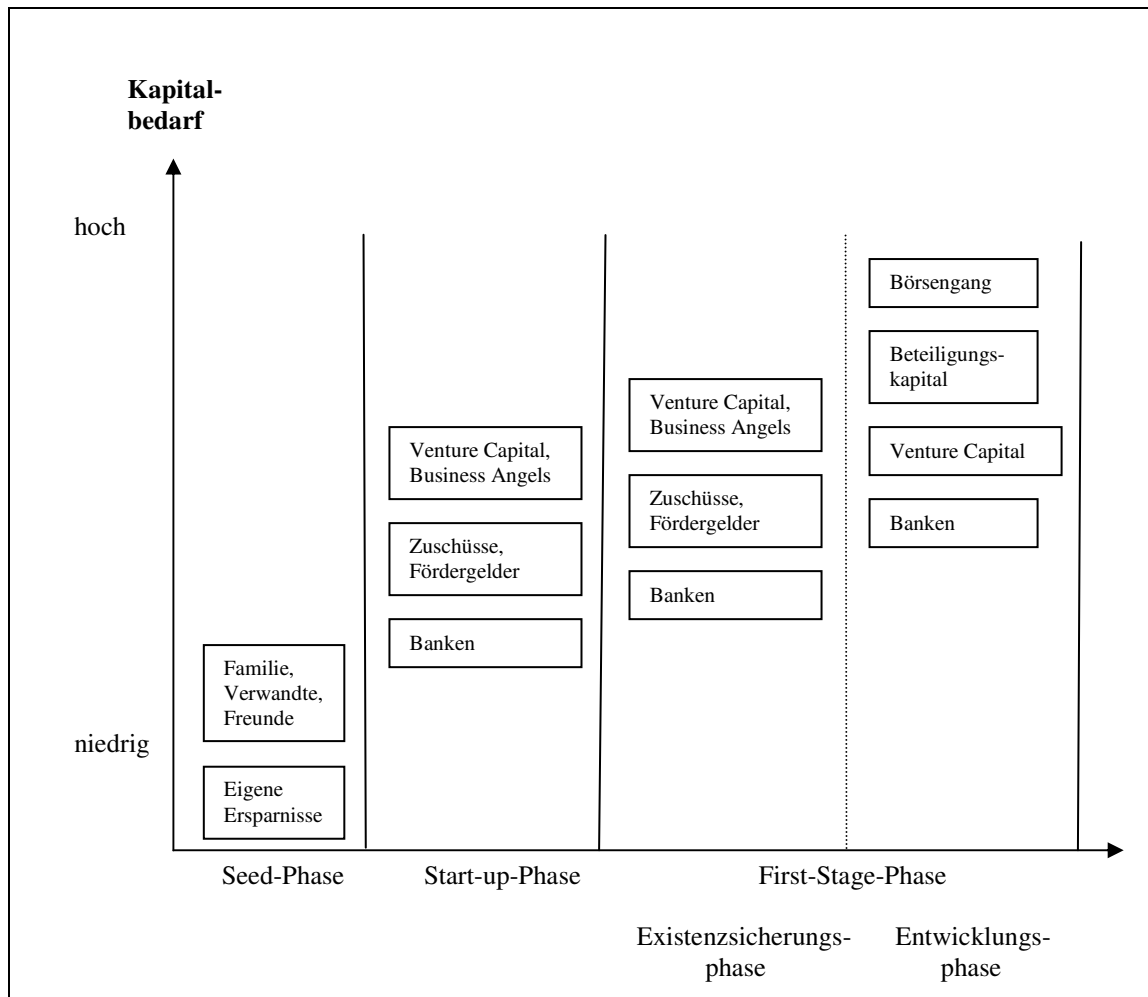 Kapital-
bedarf
hoch
niedrig
Familie,
Verwandte,
Freunde
Eigene
Ersparnisse
Venture Capital,
Business Angels
Zuschüsse,
Fördergelder
Banken
Venture Capital,
Business Angels
Zuschüsse,
Fördergelder
Banken
Börsengang
Beteiligungs-
kapital
Venture Capital
Banken
Seed-Phase
Start-up-Phase
First-Stage-Phase
Existenzsicherungs-
phase
Entwicklungs-
phase